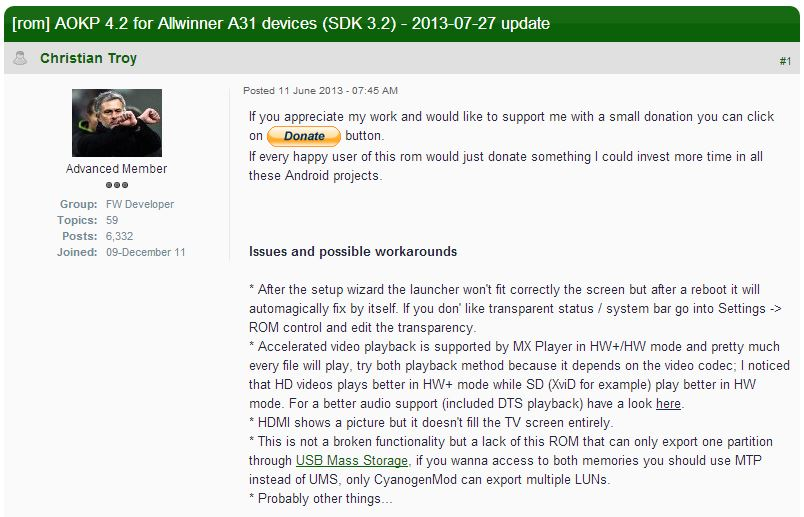 [rom] AOKP 4.2 for Allwinner A31 devices (SDK 3.2) - 2013-07-27 update
Christian Troy
#1
Advanced Member
Group: FW Developer
Topics: 59
Posts: 6,332
Joined: 09-December 11
Posted 11 June 2013 - 07:45 AM
If you appreciate my work and would like to support me with a small donation you can click
on Donate button.
If every happy user of this rom would just donate something I could invest more time in all
these Android projects.
Issues and possible workarounds
* After the setup wizard the launcher won't fit correctly the screen but after a reboot it will
automagically fix by itself. If you don' like transparent status / system bar go into Settings ->
ROM control and edit the transparency.
* Accelerated video playback is supported by MX Player in HW+/HW mode and pretty much
every file will play, try both playback method because it depends on the video codec; I noticed
that HD videos plays better in HW+ mode while SD (XviD for example) play better in HW
mode. For a better audio support (included DTS playback) have a look here.
* HDMI shows a picture but it doesn't fill the TV screen entirely.
* This is not a broken functionality but a lack of this ROM that can only export one partition
through USB Mass Storage, if you wanna access to both memories you should use MTP
instead of UMS, only CyanogenMod can export multiple LUNs.
* Probably other things...